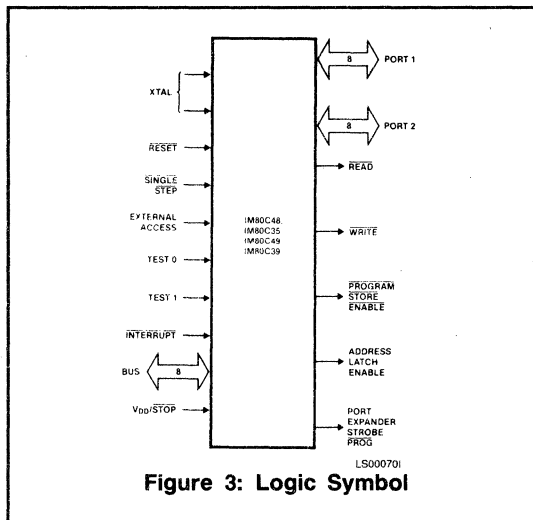 XTAL
RESET
SINGLE
STEP
EXTERNAL
ACCESS
TEST 0
TEST 1
INTERRUPT
BUS
8
VDD/STOP
IM80C48,
IM80C35
IM80C49
IM80C39
8
PORT 1
8
PORT 2
READ
WRITE
PROGRAM
STORE
ENABLE
ADDRESS
LATCH
ENABLE
PORT
EXPANDER
STROBE
PROG
LS00070I
Figure 3: Logic Symbol